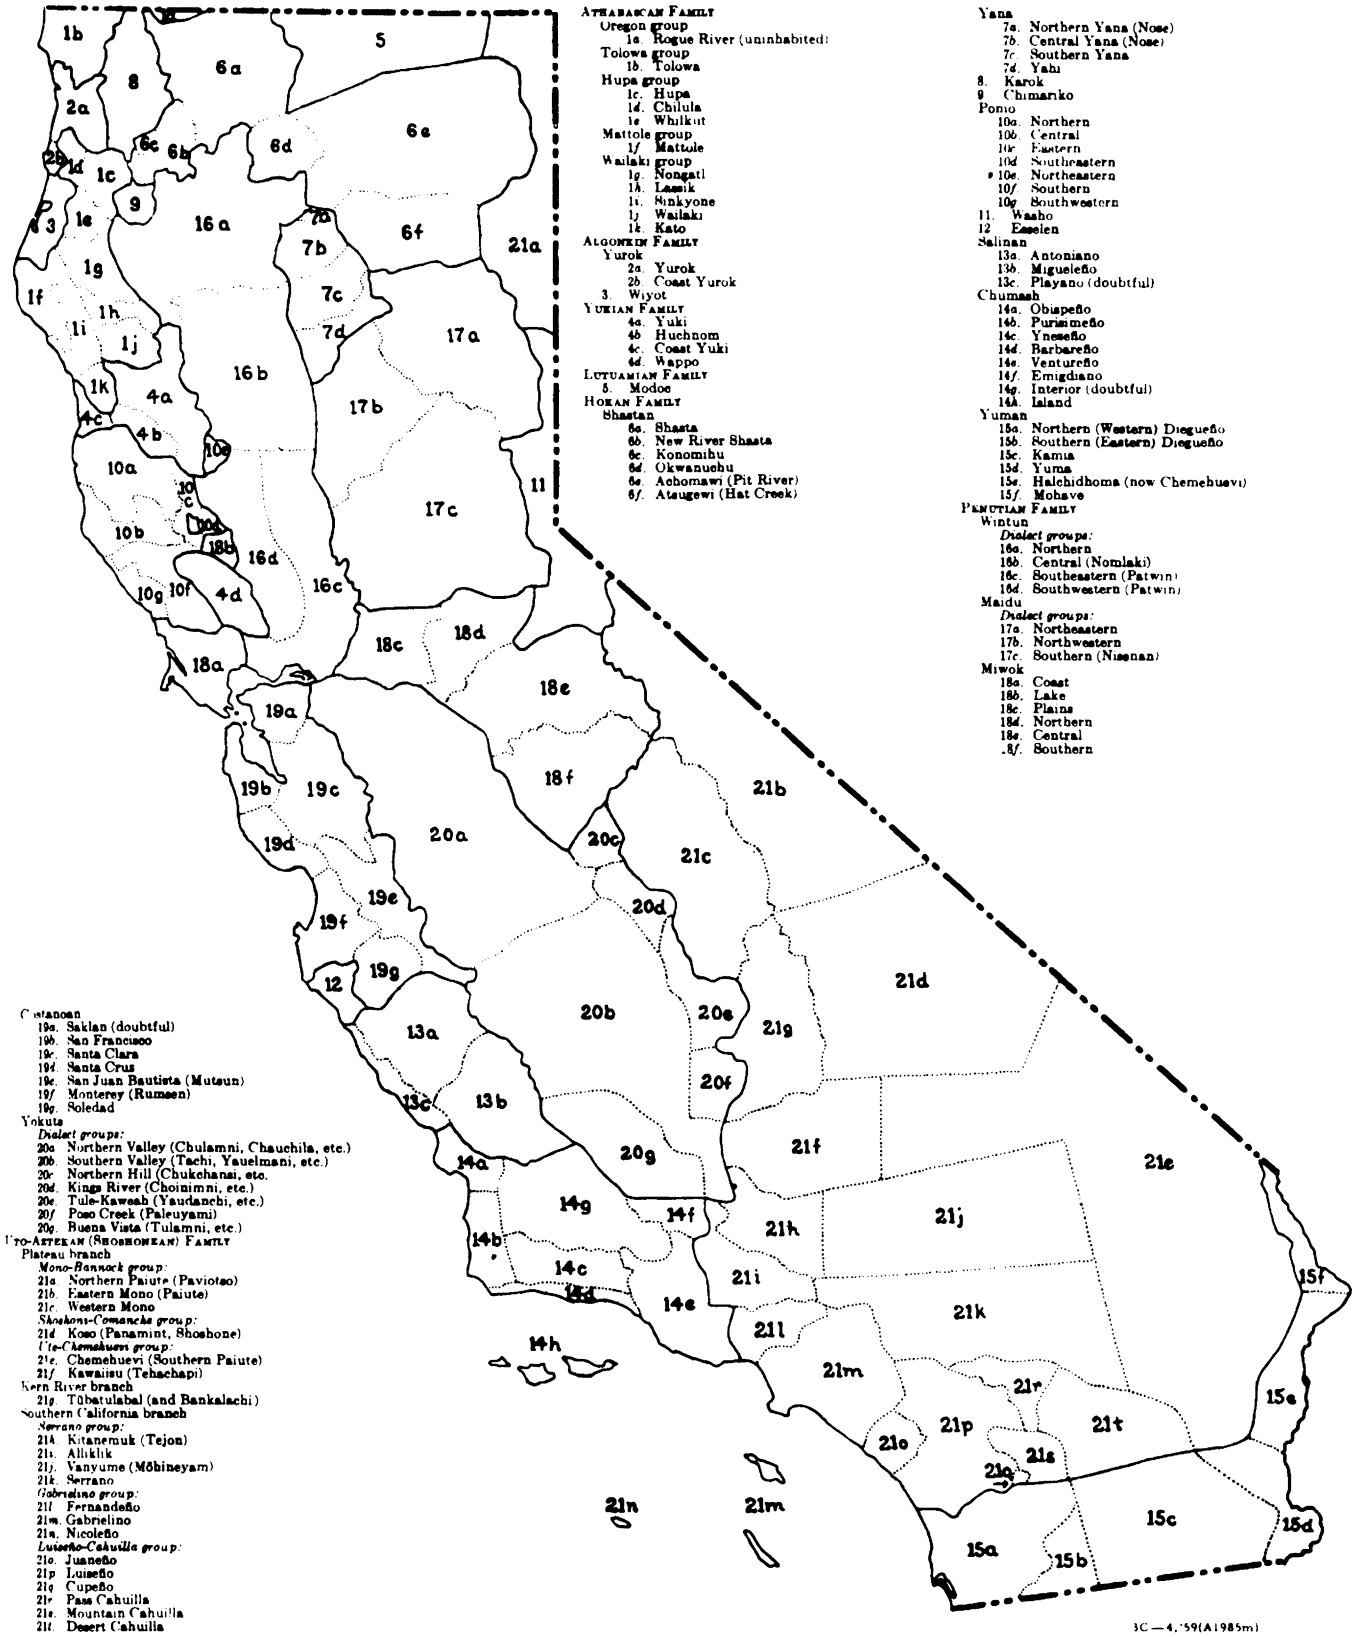 ATHABASCAN FAMILY
Oregon group
1a. Rogue River (uninhabited)
Tolowa group
1b. Tolowa
Hupa group
1c. Hupa
1d. Chilula
1e Whilkut
Mattole group
1f Mattole
Wailaki group
1g. Nongatl
1h. Lassik
1i. Sinkyone
1j Wailaki
1k. Kato
ALGONKIN FAMILY
Yurok
2a. Yurok
2b. Coast Yurok
3. Wiyot
YUKIAN FAMILY
4a. Yuki
4b Huchnom
4c. Coast Yuki
4d. Wappo
LUTUAMIAN FAMILY
5. Modoc
HOKAN FAMILY
Shastan
6a. Shasta
6b. New River Shasta
6c. Konomihu
6d. Okwanuchu
6e. Achomawi (Pit River)
6f. Atsugewi (Hat Creek)
Yana
7a. Northern Yana (Nose)
7b. Central Yana (Nose)
7c. Southern Yana
7d. Yahi
8. Karok
9 Chimariko
Pomo
10a. Northern
10b. Central
10c Eastern
10d Southeastern
10e. Northeastern
10f. Southern
10g Southwestern
11. Washo
12 Esselen
Salinan
13a. Antoniano
13b. Migueleño
13c. Playano (doubtful)
Chumash
14a. Obispeño
14b. Purisimeño
14c. Ynezeño
14d. Barbareño
14e. Ventureño
14f. Emigdiano
14g. Interior (doubtful)
14h. Island
Yuman
15a. Northern (Western) Diegueño
15b. Southern (Eastern) Diegueño
15c. Kamia
15d. Yuma
15e. Halchidhoma (now Chemehuevi)
15f. Mohave
PENUTIAN FAMILY
Wintun
Dialect groups:
16a. Northern
16b. Central (Nomlaki)
16c. Southeastern (Patwin)
16d. Southwestern (Patwin)
Maidu
Dialect groups:
17a. Northeastern
17b. Northwestern
17c. Southern (Nisenan)
Miwok
18a. Coast
18b. Lake
18c. Plains
18d. Northern
18e. Central
18f. Southern
Costanoan
19a. Saklan (doubtful)
19b. San Francisco
19c. Santa Clara
19d. Santa Cruz
19e. San Juan Bautista (Mutsun)
19f Monterey (Rumsen)
19g. Soledad
Yokuts
Dialect groups:
20a Northern Valley (Chulamni, Chauchila, etc.)
20b. Southern Valley (Tachi, Yauelmani, etc.)
20c Northern Hill (Chukchansi, etc.
20d. Kings River (Choinimni, etc.)
20e. Tule-Kaweah (Yaudanchi, etc.)
20f Poso Creek (Paleuyami)
20g. Buena Vista (Tulamni, etc.)
UTO-AZTEKAN (SHOSHONEAN) FAMILY
Plateau branch
Mono-Bannock group:
21a Northern Paiute (Paviotso)
21b. Eastern Mono (Paiute)
21c. Western Mono
Shoshoni-Comanche group:
21d Koso (Panamint, Shoshone)
Ute-Chemehuevi group:
21e. Chemehuevi (Southern Paiute)
21f. Kawaiisu (Tehachapi)
Kern River branch
21g. Tübatulabal (and Bankalachi)
Southern California branch
Serrano group:
21h. Kitanemuk (Tejon)
21i. Alliklik
21j. Vanyume (Möhineyam)
21k. Serrano
Gabrielino group:
21l Fernandeño
21m. Gabrielino
21n. Nicoleño
Luiseño-Cahuilla group:
21o. Juaneño
21p Luiseño
21q Cupeño
21r Pass Cahuilla
21s. Mountain Cahuilla
21t. Desert Cahuilla
1b
8
6a
5
2a
6c
6b
6d
6e
2b
1d
1c
9
3
1e
16a
7a
7b
6f
21a
1g
1f
7c
1h
1i
1j
7d
17a
16b
1k
4a
17b
4c
4b
10e
10a
10
c
11
10b
10d
17c
18b
16d
10g
10f
4d
16c
18a
18c
18d
18e
19a
18f
19b
19c
21b
19d
20a
20c
21c
19e
20d
19f
19g
12
21d
13a
20b
20e
21g
20f
13c
13b
14a
20g
21f
21e
14g
14f
21h
21j
14b
14c
21i
15f
14d
14e
21k
21l
14h
21m
21r
15e
21o
21p
21t
21s
21q
21n
21m
15c
15d
15a
15b
3C — 4, '59(A1985m)